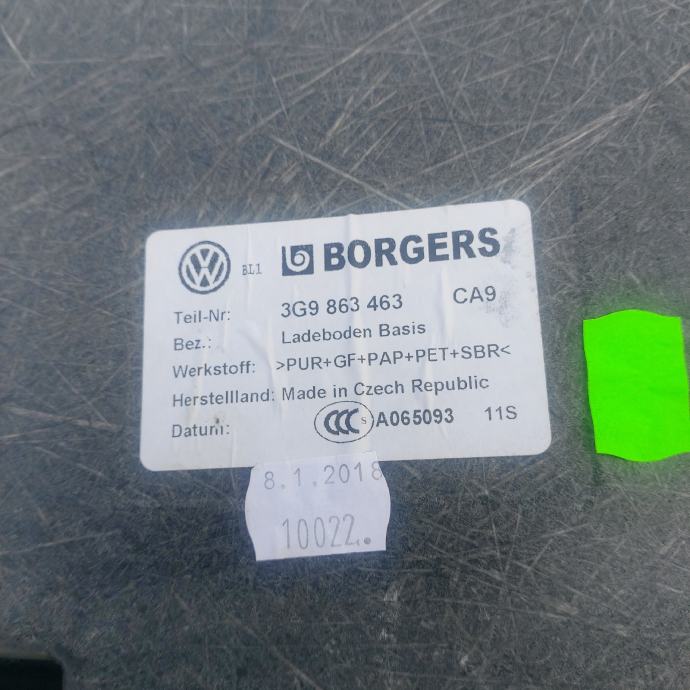 BL1 BORGERS
Teil-Nr: 3G9 863 463 CA9
Bez.: Ladeboden Basis
Werkstoff: >PUR+GF+PAP+PET+SBR<
Herstellland: Made in Czech Republic
Datum: CCC S A065093 11S
8.1.2018
10022.